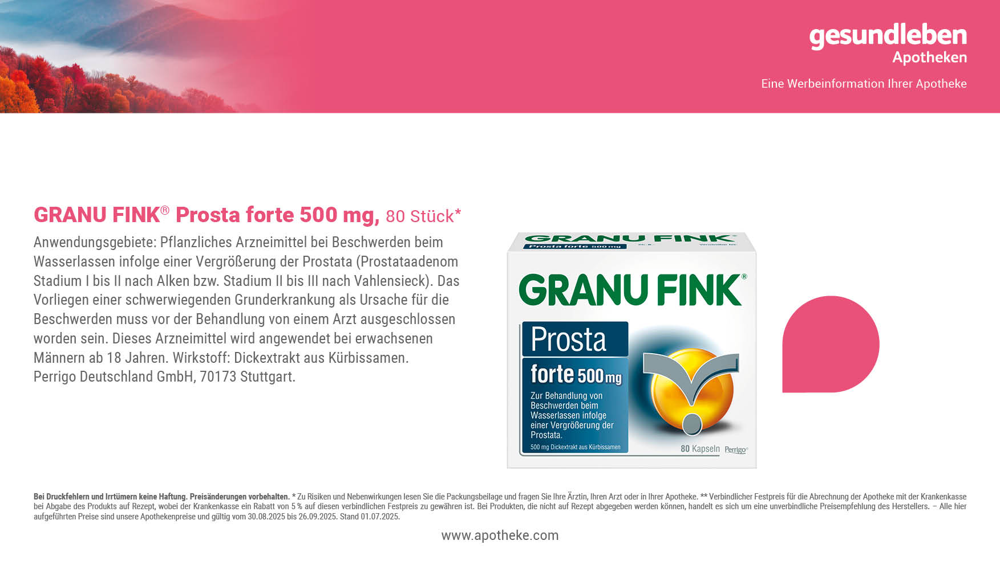 gesundleben
Apotheken
Eine Werbeinformation Ihrer Apotheke
GRANU FINK® Prosta forte 500 mg, 80 Stück*
Anwendungsgebiete: Pflanzliches Arzneimittel bei Beschwerden beim
Wasserlassen infolge einer Vergrößerung der Prostata (Prostataadenom
Stadium I bis II nach Alken bzw. Stadium II bis III nach Vahlensieck). Das
Vorliegen einer schwerwiegenden Grunderkrankung als Ursache für die
Beschwerden muss vor der Behandlung von einem Arzt ausgeschlossen
worden sein. Dieses Arzneimittel wird angewendet bei erwachsenen
Männern ab 18 Jahren. Wirkstoff: Dickextrakt aus Kürbissamen.
Perrigo Deutschland GmbH, 70173 Stuttgart.
GRANU FINK®
Prosta forte 500 mg
GRANU FINK®
Prosta
forte 500 mg
Zur Behandlung von
Beschwerden beim
Wasserlassen infolge
einer Vergrößerung der
Prostata.
500 mg Dickextrakt aus Kürbissamen
80 Kapseln Perrigo®
Bei Druckfehlern und Irrtümern keine Haftung. Preisänderungen vorbehalten. * Zu Risiken und Nebenwirkungen lesen Sie die Packungsbeilage und fragen Sie Ihre Ärztin, Ihren Arzt oder in Ihrer Apotheke. ** Verbindlicher Festpreis für die Abrechnung der Apotheke mit der Krankenkasse
bei Abgabe des Produkts auf Rezept, wobei der Krankenkasse ein Rabatt von 5 % auf diesen verbindlichen Festpreis zu gewähren ist. Bei Produkten, die nicht auf Rezept abgegeben werden können, handelt es sich um eine unverbindliche Preisempfehlung des Herstellers. – Alle hier
aufgeführten Preise sind unsere Apothekenpreise und gültig vom 30.08.2025 bis 26.09.2025. Stand 01.07.2025.
www.apotheke.com